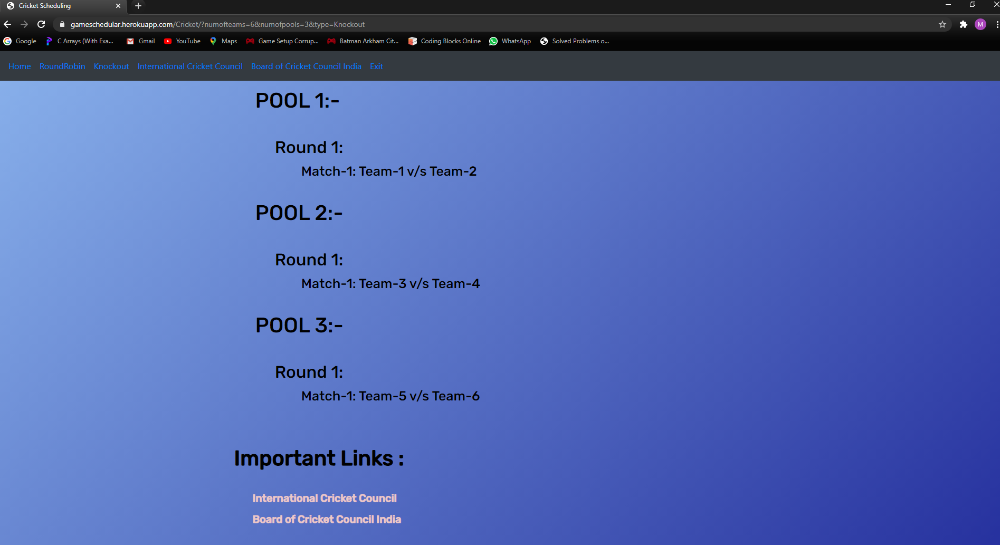 Cricket Scheduling
gameschedular.herokuapp.com/Cricket/?numofteams=6&numofpools=3&type=Knockout
M
Google C Arrays (With Exa... Gmail YouTube Maps Game Setup Corrup... Batman Arkham Cit... Coding Blocks Online WhatsApp Solved Problems o...
Home RoundRobin Knockout International Cricket Council Board of Cricket Council India Exit
POOL 1:-
Round 1:
Match-1: Team-1 v/s Team-2
POOL 2:-
Round 1:
Match-1: Team-3 v/s Team-4
POOL 3:-
Round 1:
Match-1: Team-5 v/s Team-6
Important Links :
International Cricket Council
Board of Cricket Council India